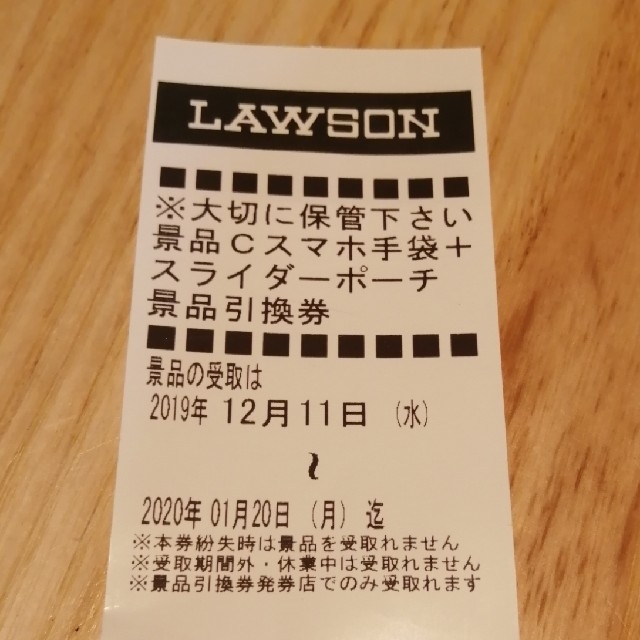 LAWSON
■■■■■■■■■
※大切に保管下さい
景品Cスマホ手袋＋
スライダーポーチ
景品引換券
■■■■■■■■■
景品の受取は
2019年 12月11日 （水）
〜
2020年 01月20日 （月） 迄
※本券紛失時は景品を受取れません
※受取期間外・休業中は受取れません
※景品引換券発券店でのみ受取れます